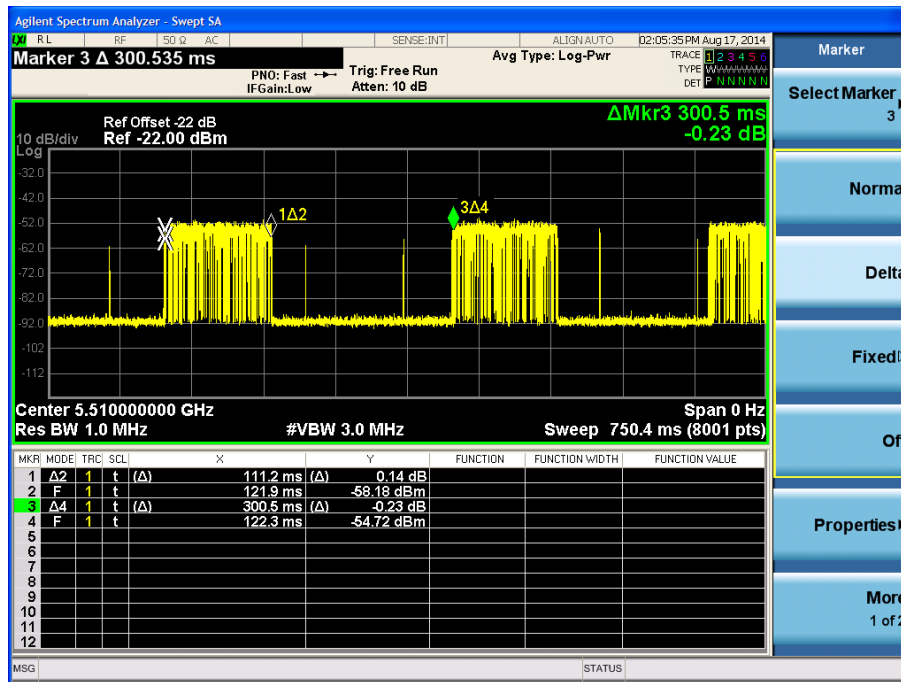 Agilent Spectrum Analyzer - Swept SA
LXI RL RF 50 Ω AC SENSE:INT ALIGN AUTO 02:05:35 PM Aug 17, 2014
Marker 3 Δ 300.535 ms
PNO: Fast
IFGain:Low
Trig: Free Run
Atten: 10 dB
Avg Type: Log-Pwr
TRACE 1 2 3 4 5 6
TYPE WWWWWW
DET P N N N N N
Ref Offset -22 dB
10 dB/div Ref -22.00 dBm
Log
ΔMkr3 300.5 ms
-0.23 dB
-32.0
-42.0
-52.0
-62.0
-72.0
-82.0
-92.0
-102
-112
1Δ2
3Δ4
Center 5.510000000 GHz Span 0 Hz
Res BW 1.0 MHz #VBW 3.0 MHz Sweep 750.4 ms (8001 pts)
MKR MODE TRC SCL X Y FUNCTION FUNCTION WIDTH FUNCTION VALUE
1 Δ2 1 t (Δ) 111.2 ms (Δ) 0.14 dB
2 F 1 t 121.9 ms -58.18 dBm
3 Δ4 1 t (Δ) 300.5 ms (Δ) -0.23 dB
4 F 1 t 122.3 ms -54.72 dBm
5
6
7
8
9
10
11
12
MSG STATUS
Marker
Select Marker
3
Norma
Delta
Fixed
Of
Properties
More
1 of 2